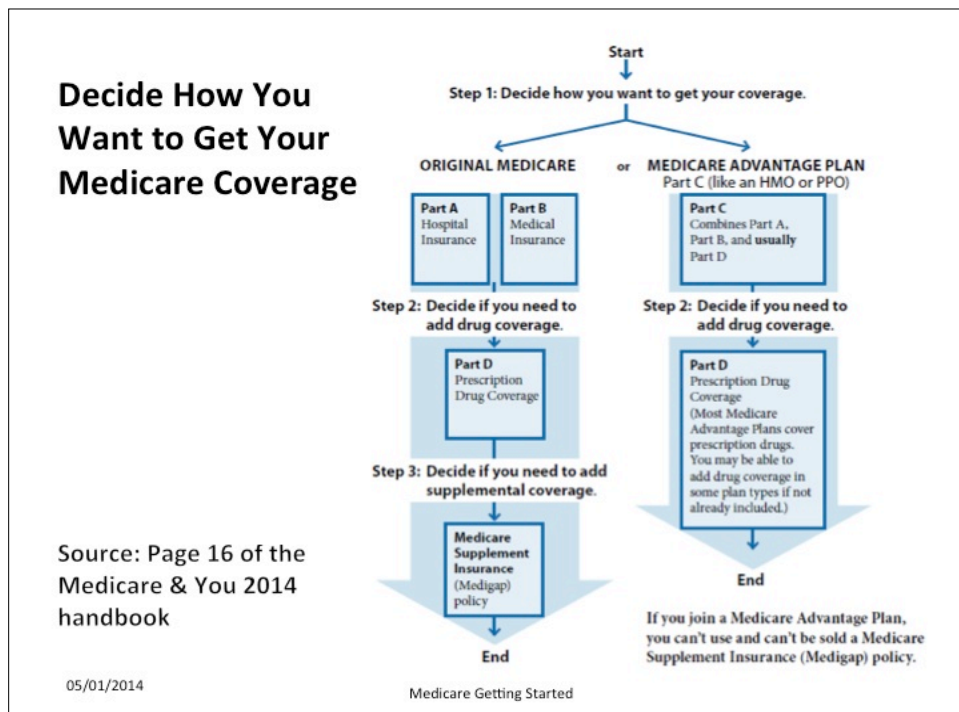 Decide How You
Want to Get Your
Medicare Coverage
Source: Page 16 of the
Medicare & You 2014
handbook
Start
Step 1: Decide how you want to get your coverage.
ORIGINAL MEDICARE
or
MEDICARE ADVANTAGE PLAN
Part C (like an HMO or PPO)
Part A
Hospital
Insurance
Part B
Medical
Insurance
Step 2: Decide if you need to
add drug coverage.
Part D
Prescription
Drug Coverage
Step 3: Decide if you need to add
supplemental coverage.
Medicare
Supplement
Insurance
(Medigap)
policy
End
Part C
Combines Part A,
Part B, and usually
Part D
Step 2: Decide if you need to
add drug coverage.
Part D
Prescription Drug
Coverage
(Most Medicare
Advantage Plans cover
prescription drugs.
You may be able to
add drug coverage in
some plan types if not
already included.)
End
If you join a Medicare Advantage Plan,
you can't use and can't be sold a Medicare
Supplement Insurance (Medigap) policy.
05/01/2014
Medicare Getting Started